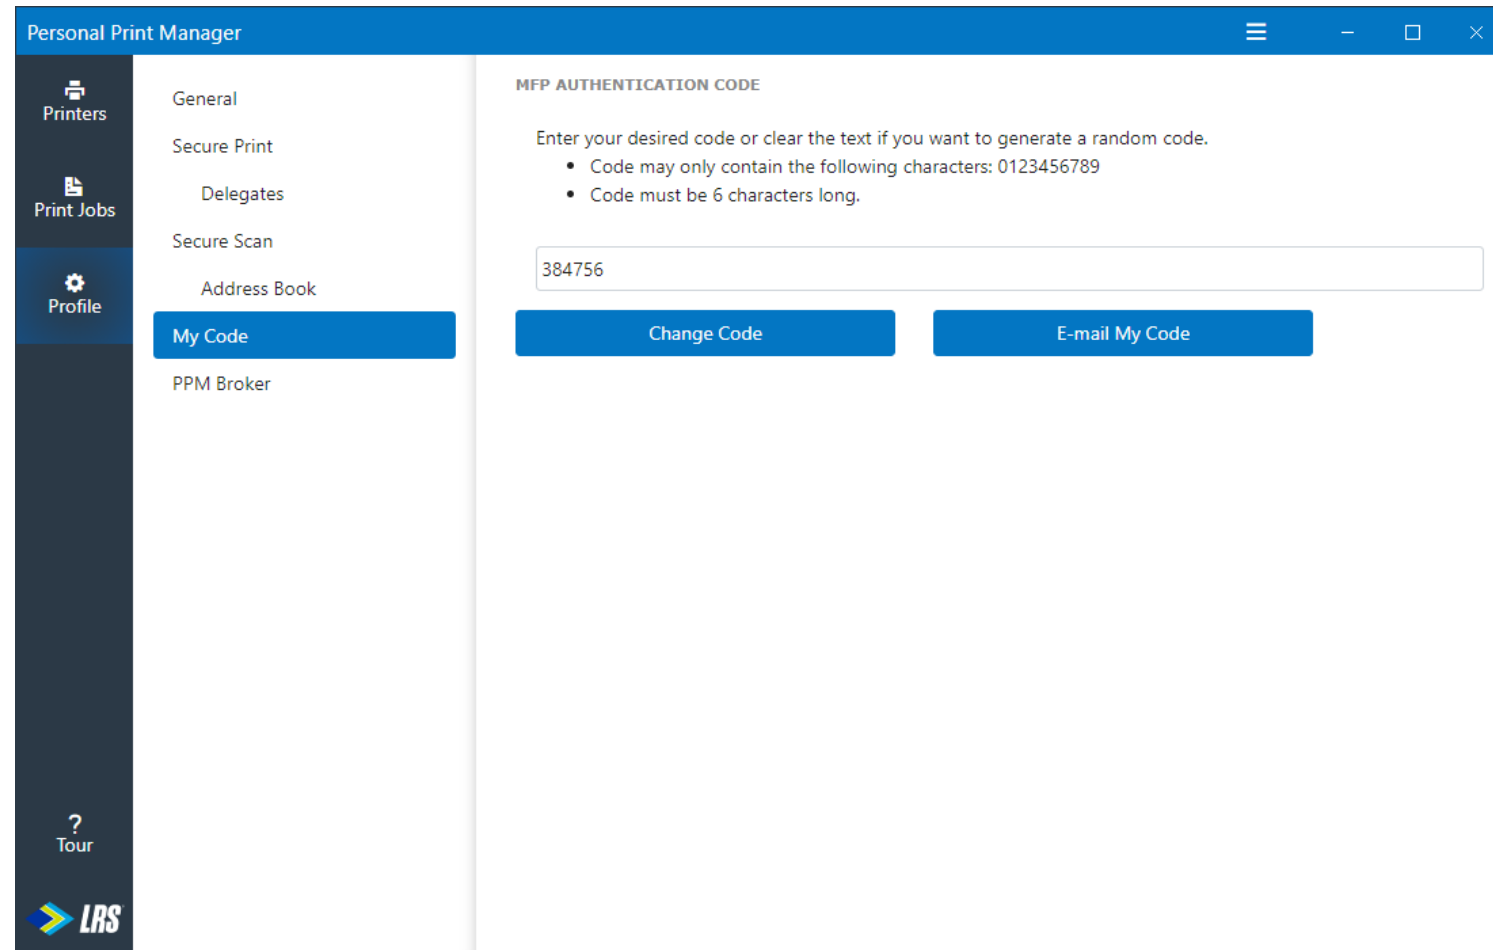 Personal Print Manager
Printers
Print Jobs
Profile
? Tour
LRS
General
Secure Print
Delegates
Secure Scan
Address Book
My Code
PPM Broker
MFP AUTHENTICATION CODE
Enter your desired code or clear the text if you want to generate a random code.
• Code may only contain the following characters: 0123456789
• Code must be 6 characters long.
384756
Change Code
E-mail My Code